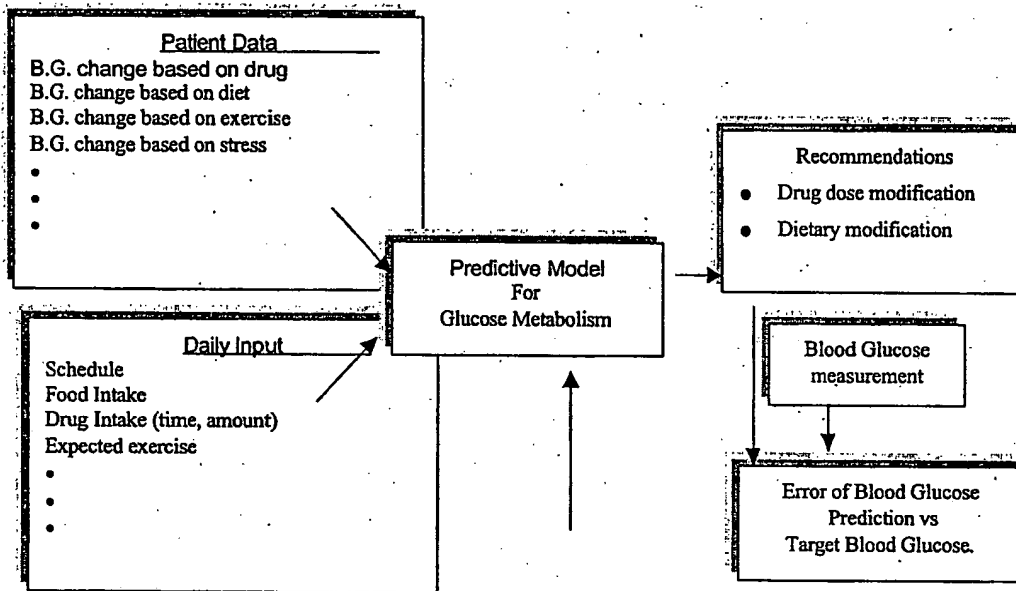 Patient Data
B.G. change based on drug
B.G. change based on diet
B.G. change based on exercise
B.G. change based on stress
•
•
•
Daily Input
Schedule
Food Intake
Drug Intake (time, amount)
Expected exercise
•
•
•
Predictive Model
For
Glucose Metabolism
Recommendations
• Drug dose modification
• Dietary modification
Blood Glucose
measurement
Error of Blood Glucose
Prediction vs
Target Blood Glucose.